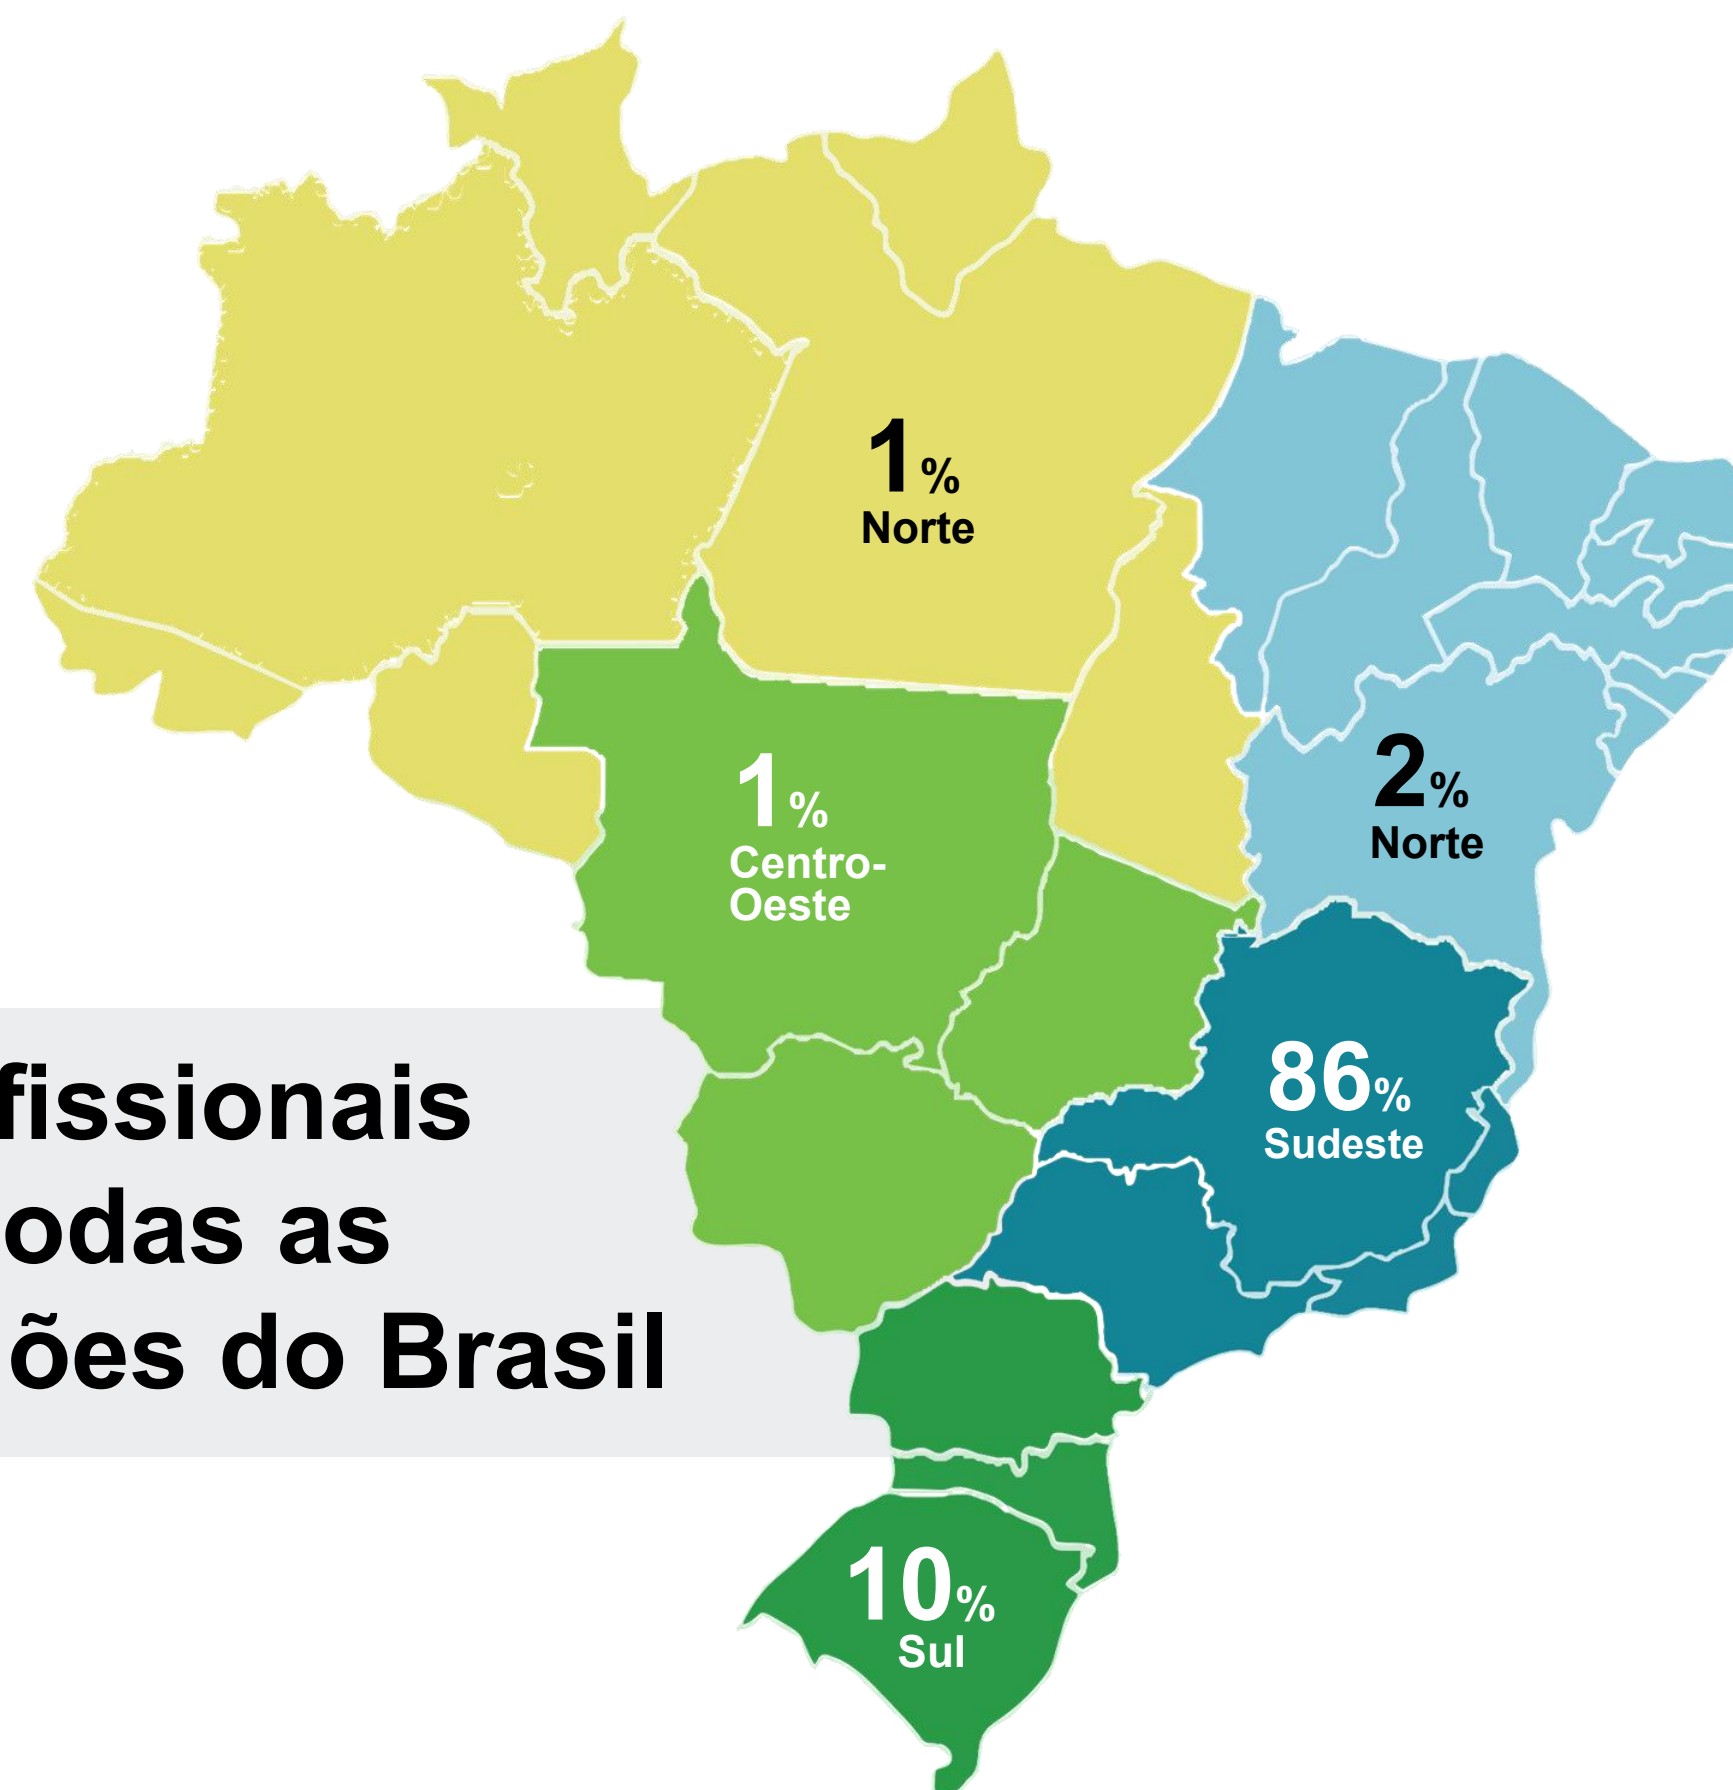 1%
Norte
1%
Centro-
Oeste
2%
Norte
86%
Sudeste
fissionais
odas as
ões do Brasil
10%
Sul